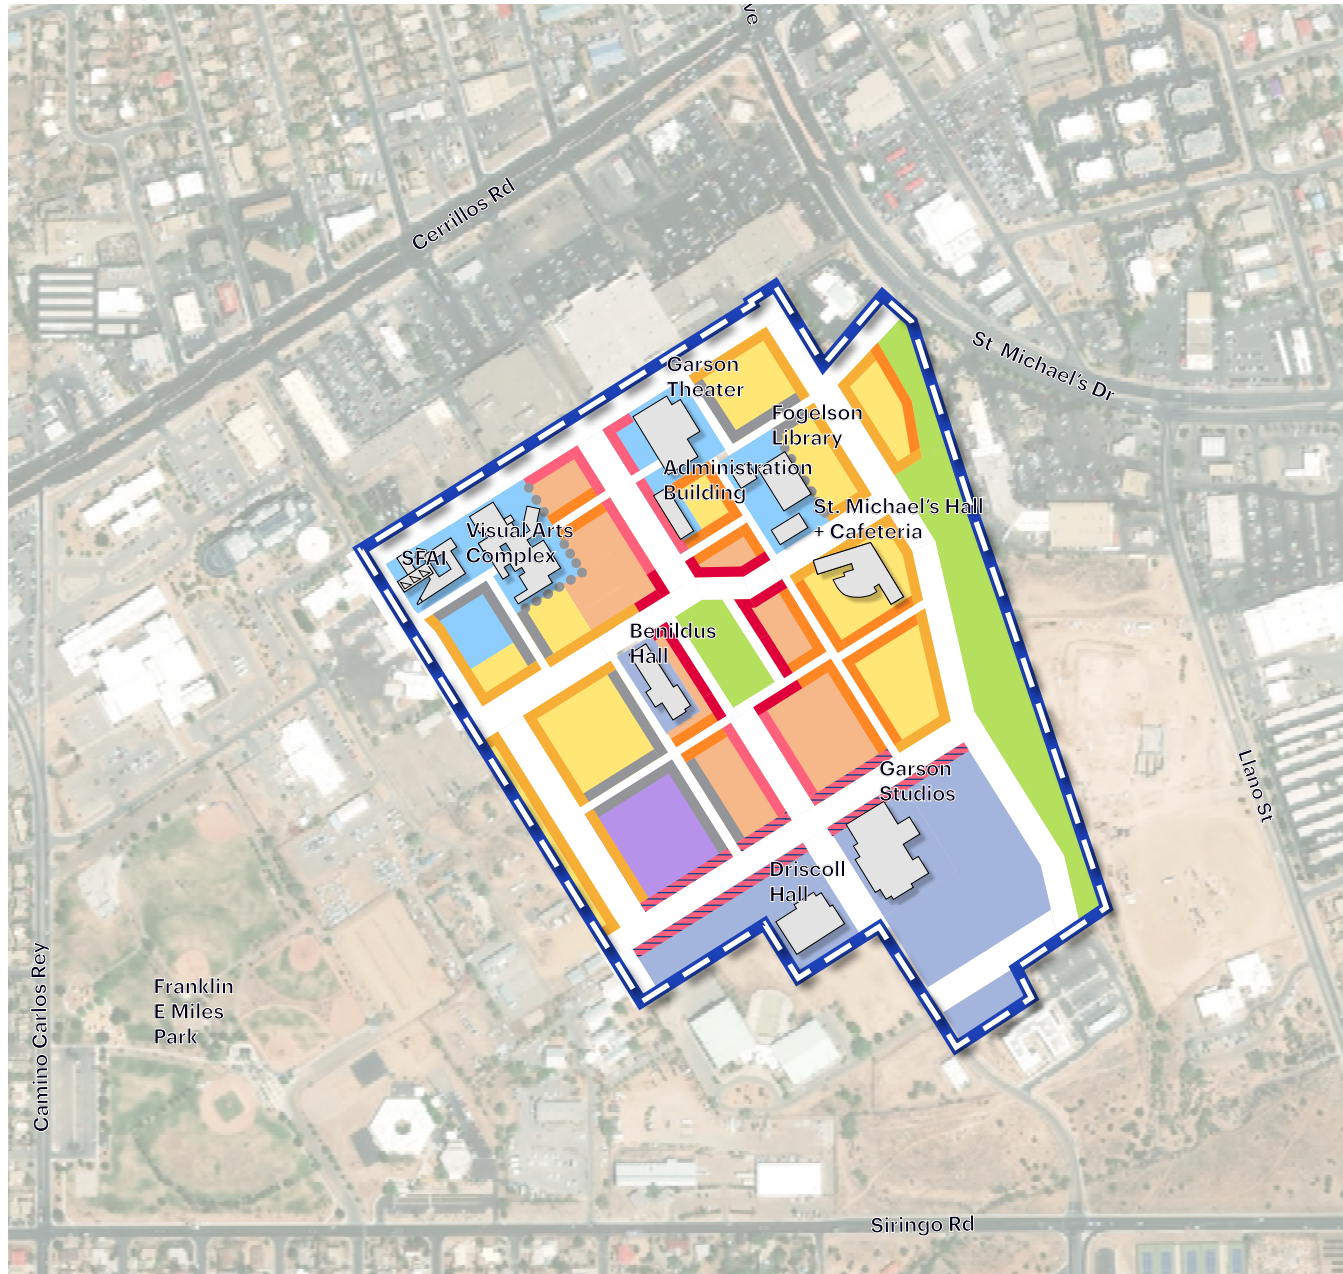 ve
Cerrillos Rd
St Michael's Dr
Garson
Theater
Fogelson
Library
Administration
Building
St. Michael's Hall
+ Cafeteria
Visual Arts
Complex
SFAI
Benildus
Hall
Garson
Studios
Llano St
Driscoll
Hall
Camino Carlos Rey
Franklin
E Miles
Park
Siringo Rd